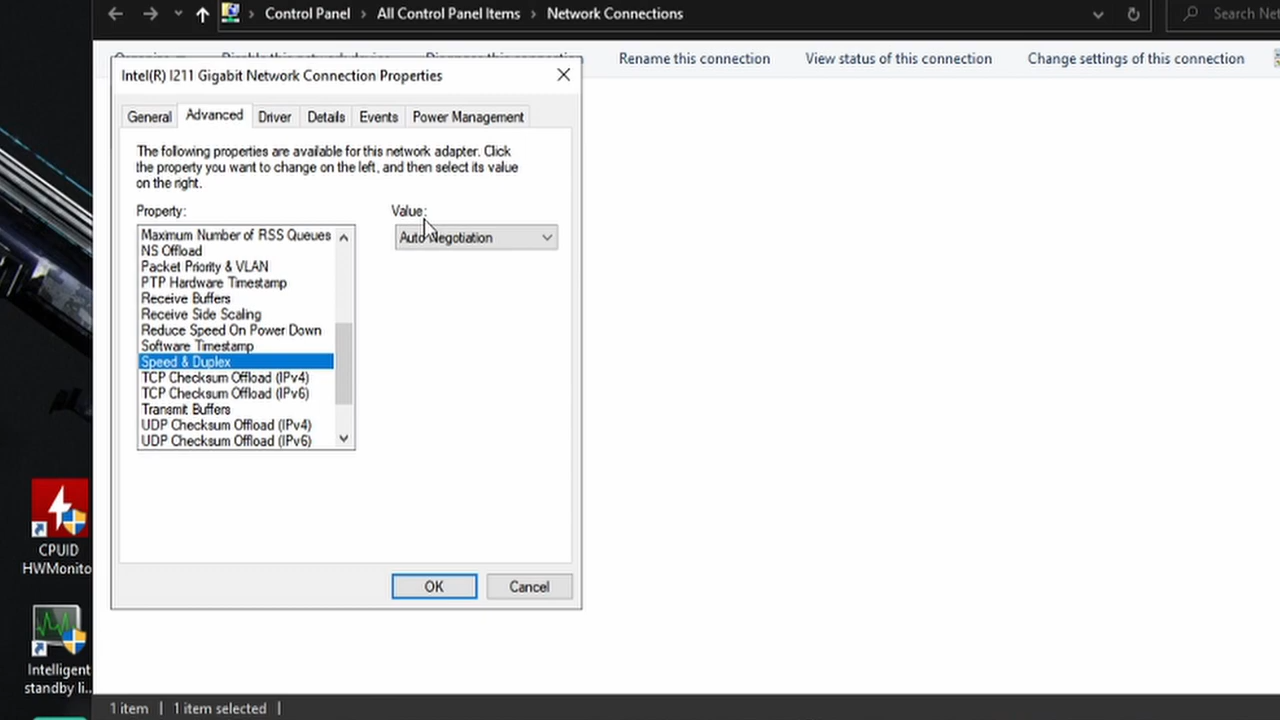 Control Panel > All Control Panel Items > Network Connections
Search Net
Rename this connection
View status of this connection
Change settings of this connection
Intel(R) I211 Gigabit Network Connection Properties
General
Advanced
Driver
Details
Events
Power Management
The following properties are available for this network adapter. Click
the property you want to change on the left, and then select its value
on the right.
Property:
Value:
Maximum Number of RSS Queues
NS Offload
Packet Priority & VLAN
PTP Hardware Timestamp
Receive Buffers
Receive Side Scaling
Reduce Speed On Power Down
Software Timestamp
Speed & Duplex
TCP Checksum Offload (IPv4)
TCP Checksum Offload (IPv6)
Transmit Buffers
UDP Checksum Offload (IPv4)
UDP Checksum Offload (IPv6)
Auto Negotiation
OK
Cancel
CPUID
HWMonito
Intelligent
standby li...
1 item | 1 item selected |